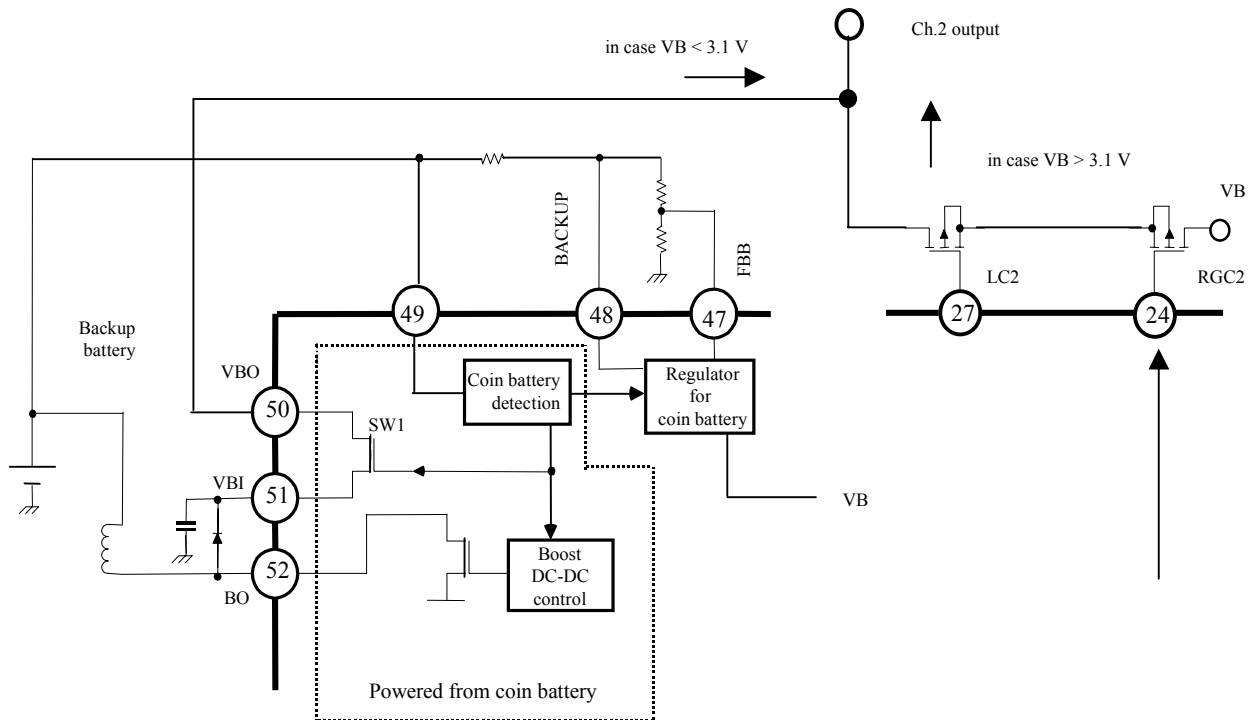 Ch.2 output
in case VB < 3.1 V
in case VB > 3.1 V
VB
BACKUP
FBB
LC2
RGC2
49
48
47
27
24
Backup
battery
VBO
50
SW1
Coin battery
detection
Regulator
for
coin battery
VBI
51
VB
52
BO
Boost
DC-DC
control
Powered from coin battery